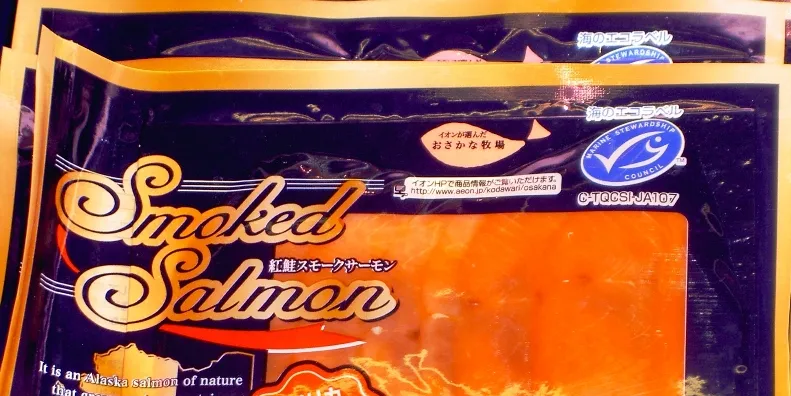 海のエコラベル
MARINE STEWARDSHIP
海のエコラベル
MARINE STEWARDSHIP COUNCIL
TM
C-TQCSI-JA107
イオンが選んだ
おさかな牧場
イオンHPで商品情報がご覧いただけます。
http://www.aeon.jp/kodawari/osakana
Smoked
紅鮭スモークサーモン
Salmon
It is an Alaska salmon of nature
that